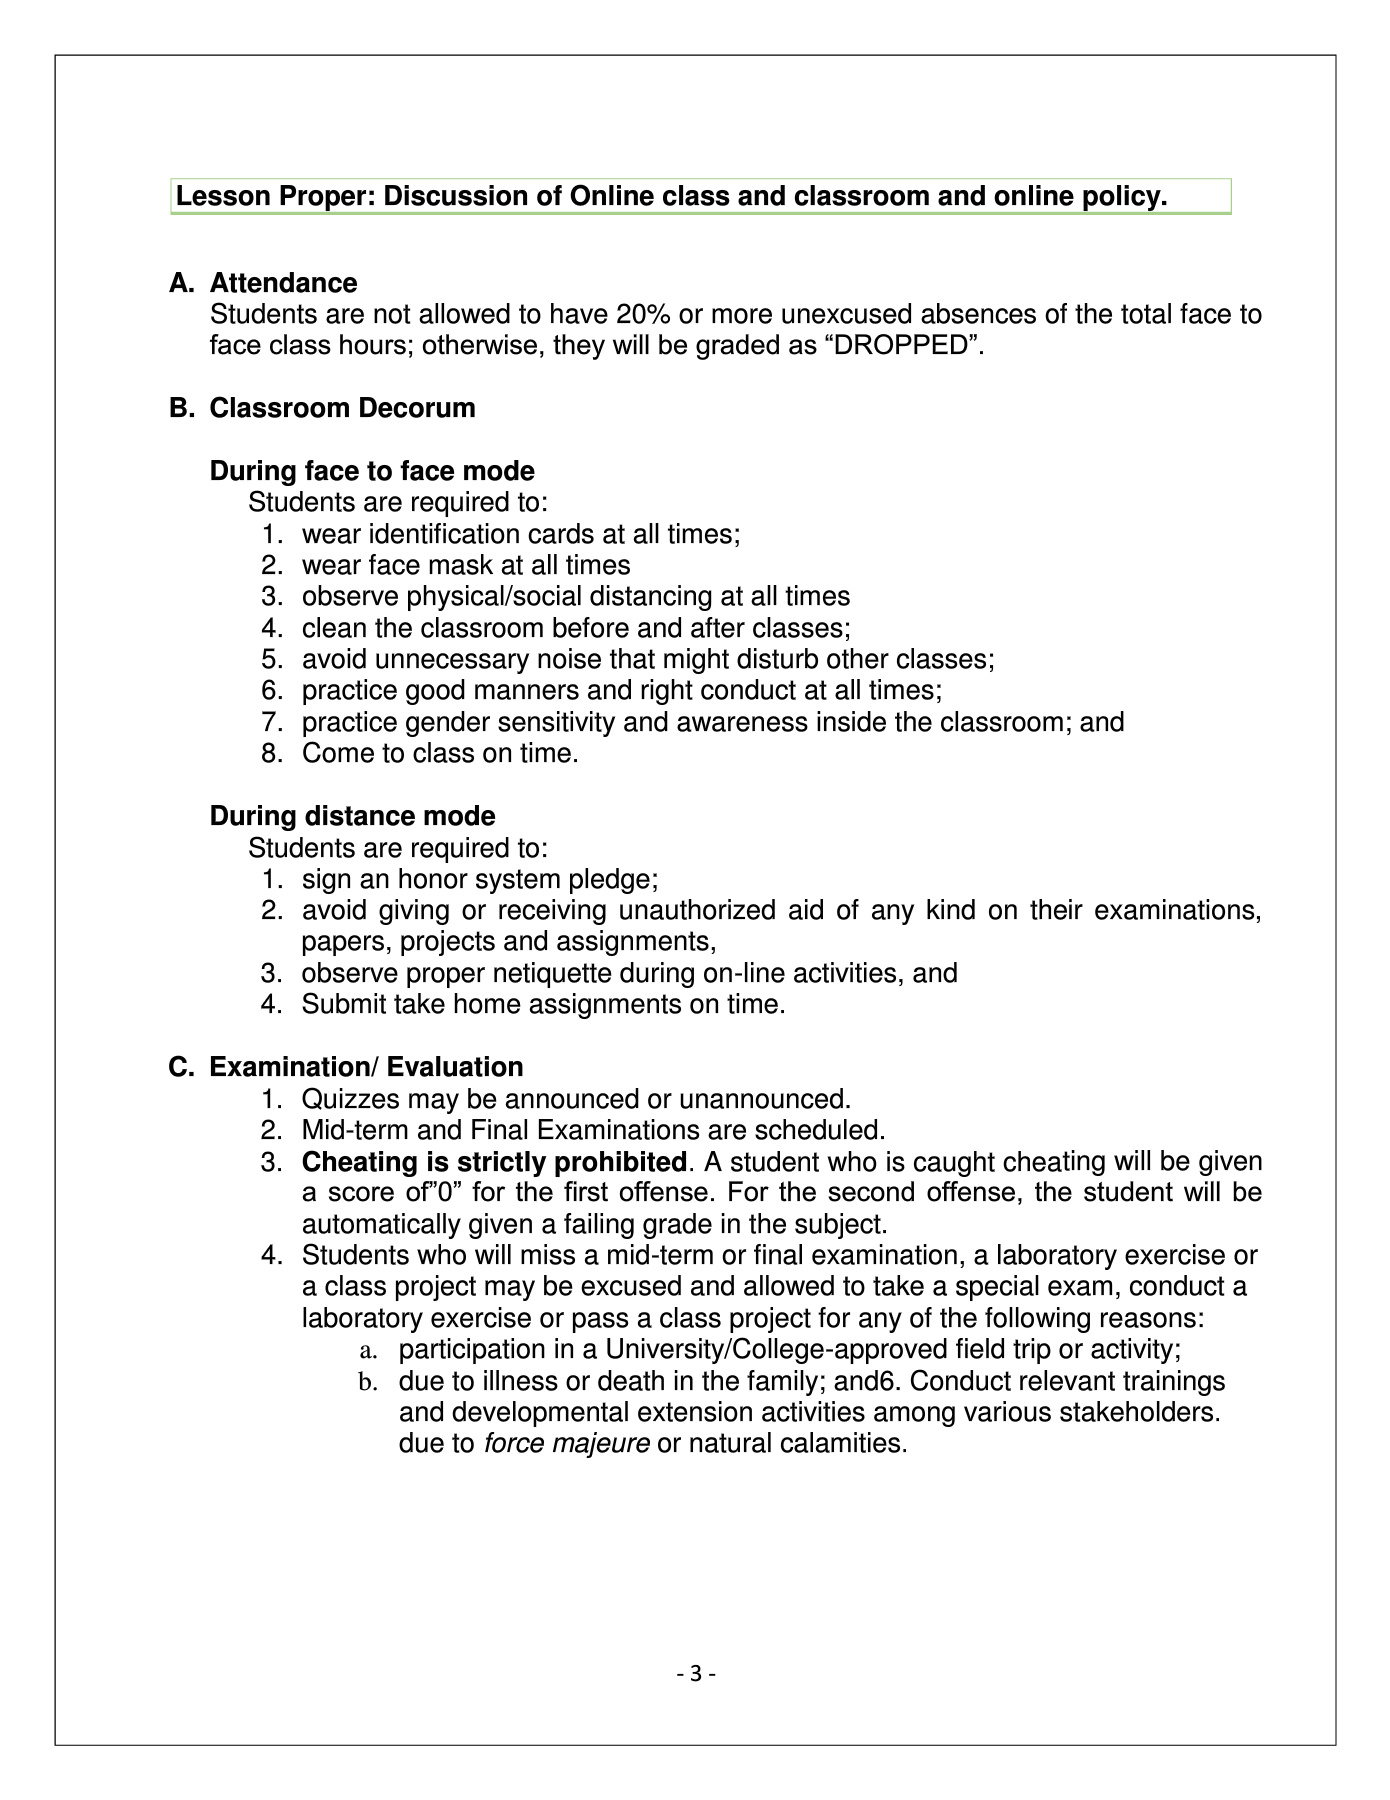 Lesson Proper: Discussion of Online class and classroom and online policy.
A. Attendance
Students are not allowed to have 20% or more unexcused absences of the total face to
face class hours; otherwise, they will be graded as “DROPPED”.
B. Classroom Decorum
During face to face mode
Students are required to:
1. wear identification cards at all times;
2. wear face mask at all times
3. observe physical/social distancing at all times
4. clean the classroom before and after classes;
5. avoid unnecessary noise that might disturb other classes;
6. practice good manners and right conduct at all times;
7. practice gender sensitivity and awareness inside the classroom; and
8. Come to class on time.
During distance mode
Students are required to:
1. sign an honor system pledge;
2. avoid giving or receiving unauthorized aid of any kind on their examinations,
papers, projects and assignments,
3. observe proper netiquette during on-line activities, and
4. Submit take home assignments on time.
C. Examination/ Evaluation
1. Quizzes may be announced or unannounced.
2. Mid-term and Final Examinations are scheduled.
3. Cheating is strictly prohibited. A student who is caught cheating will be given
a score of”0” for the first offense. For the second offense, the student will be
automatically given a failing grade in the subject.
4. Students who will miss a mid-term or final examination, a laboratory exercise or
a class project may be excused and allowed to take a special exam, conduct a
laboratory exercise or pass a class project for any of the following reasons:
a. participation in a University/College-approved field trip or activity;
b. due to illness or death in the family; and6. Conduct relevant trainings
and developmental extension activities among various stakeholders.
due to force majeure or natural calamities.
- 3 -